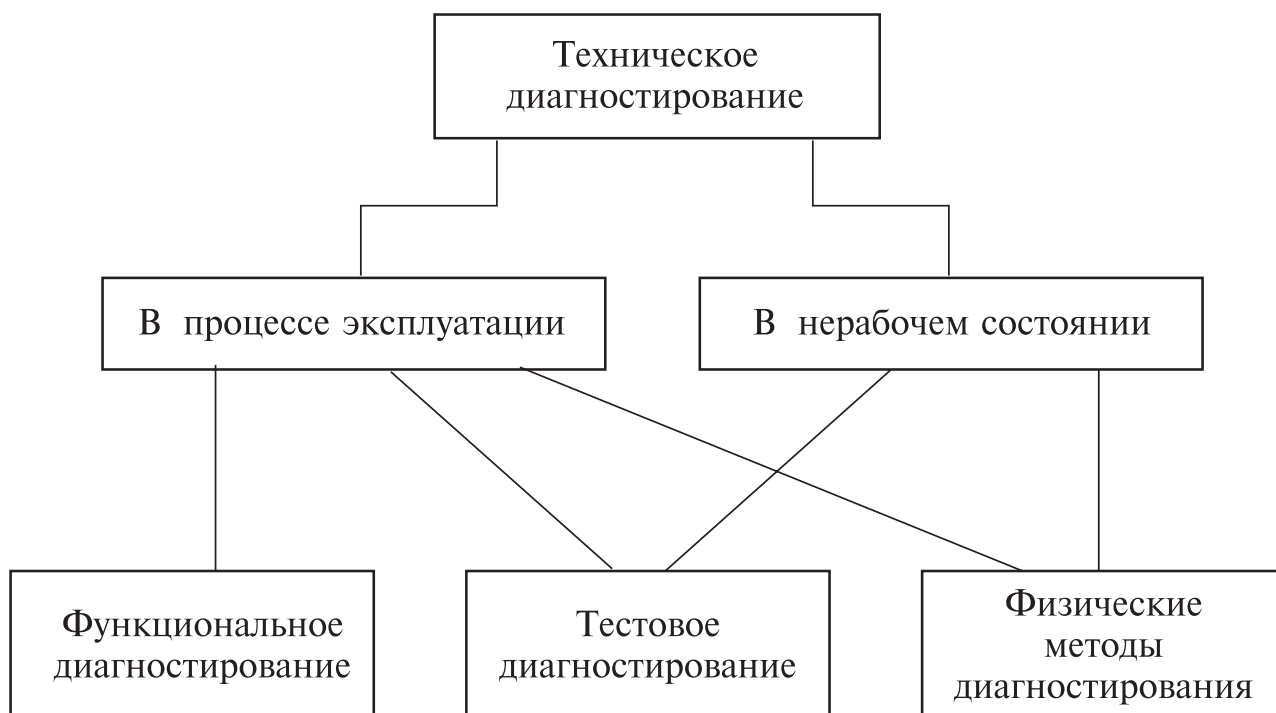 Техническое
диагностирование
В процессе эксплуатации
В нерабочем состоянии
Функциональное
диагностирование
Тестовое
диагностирование
Физические
методы
диагностирования